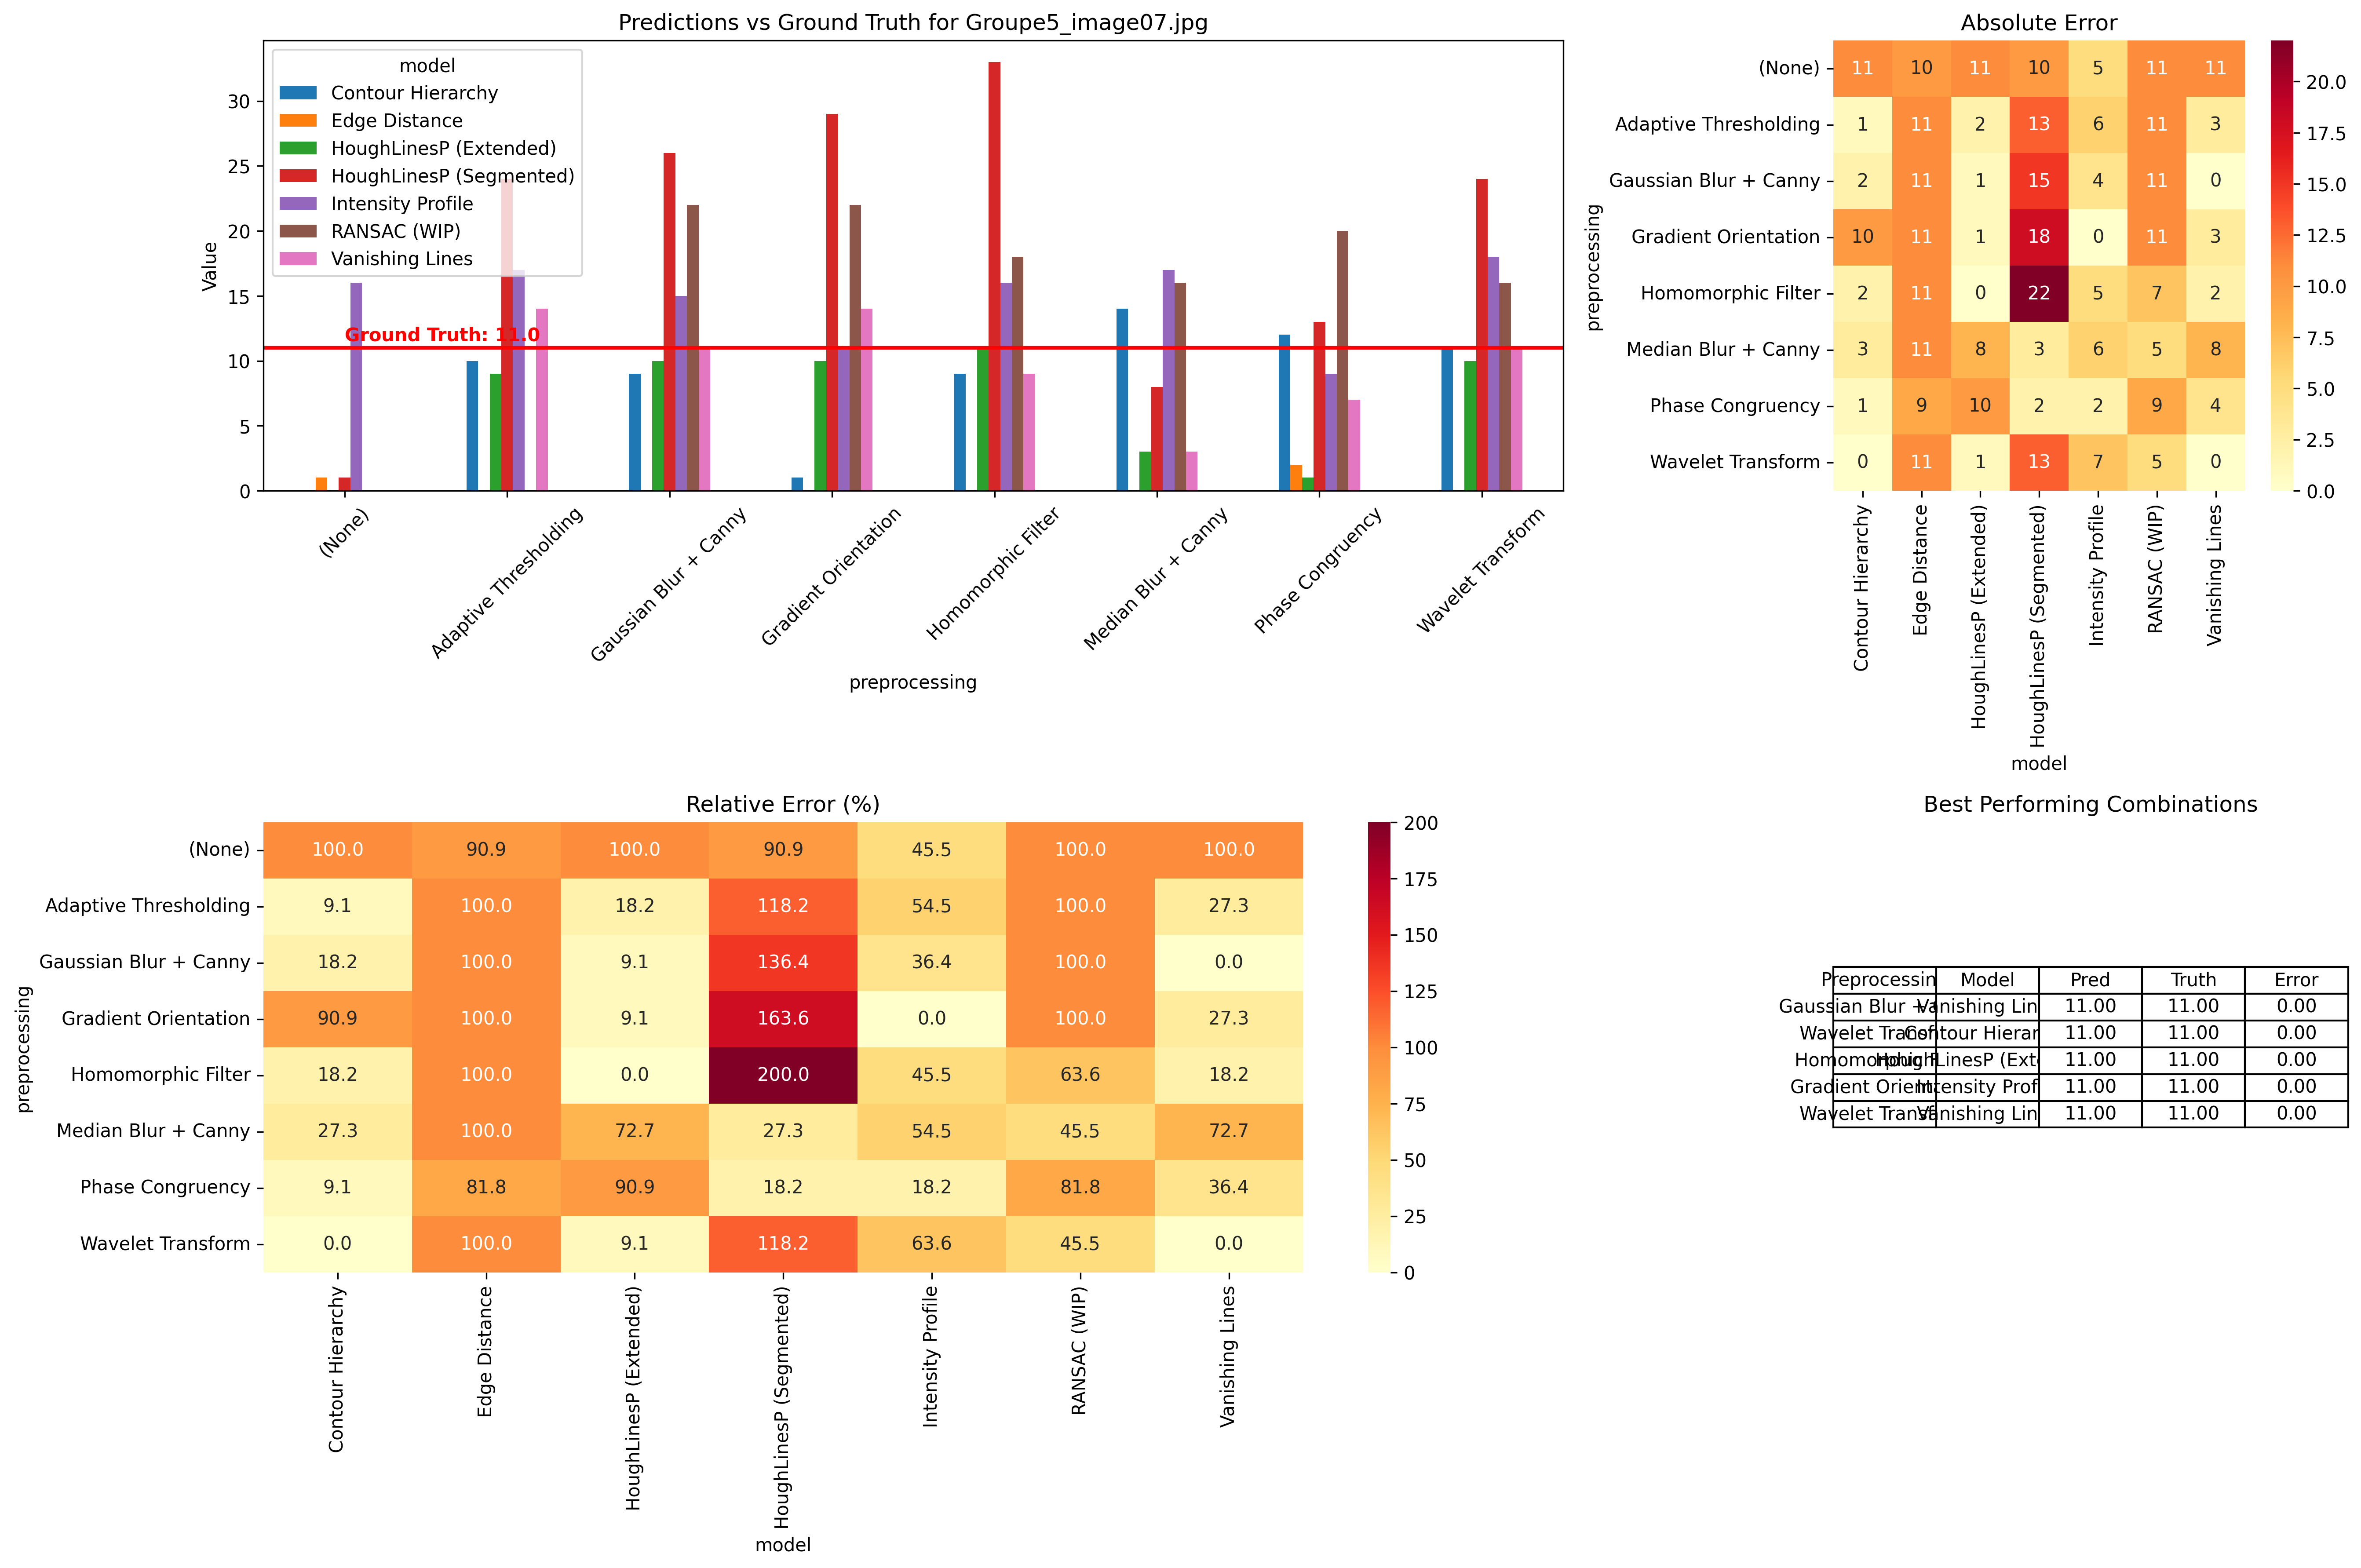 Predictions vs Ground Truth for Groupe5_image07.jpg
model
Contour Hierarchy
Edge Distance
HoughLinesP (Extended)
HoughLinesP (Segmented)
Intensity Profile
RANSAC (WIP)
Vanishing Lines
Ground Truth: 11.0
Value
30
25
20
15
10
5
0
(None)
Adaptive Thresholding
Gaussian Blur + Canny
Gradient Orientation
Homomorphic Filter
Median Blur + Canny
Phase Congruency
Wavelet Transform
preprocessing
Absolute Error
preprocessing
(None) 11 10 11 10 5 11 11
Adaptive Thresholding 1 11 2 13 6 11 3
Gaussian Blur + Canny 2 11 1 15 4 11 0
Gradient Orientation 10 11 1 18 0 11 3
Homomorphic Filter 2 11 0 22 5 7 2
Median Blur + Canny 3 11 8 3 6 5 8
Phase Congruency 1 9 10 2 2 9 4
Wavelet Transform 0 11 1 13 7 5 0
Contour Hierarchy
Edge Distance
HoughLinesP (Extended)
HoughLinesP (Segmented)
Intensity Profile
RANSAC (WIP)
Vanishing Lines
model
20.0
17.5
15.0
12.5
10.0
7.5
5.0
2.5
0.0
Relative Error (%)
preprocessing
(None) 100.0 90.9 100.0 90.9 45.5 100.0 100.0
Adaptive Thresholding 9.1 100.0 18.2 118.2 54.5 100.0 27.3
Gaussian Blur + Canny 18.2 100.0 9.1 136.4 36.4 100.0 0.0
Gradient Orientation 90.9 100.0 9.1 163.6 0.0 100.0 27.3
Homomorphic Filter 18.2 100.0 0.0 200.0 45.5 63.6 18.2
Median Blur + Canny 27.3 100.0 72.7 27.3 54.5 45.5 72.7
Phase Congruency 9.1 81.8 90.9 18.2 18.2 81.8 36.4
Wavelet Transform 0.0 100.0 9.1 118.2 63.6 45.5 0.0
Contour Hierarchy
Edge Distance
HoughLinesP (Extended)
HoughLinesP (Segmented)
Intensity Profile
RANSAC (WIP)
Vanishing Lines
model
200
175
150
125
100
75
50
25
0
Best Performing Combinations
Preprocessin Model Pred Truth Error
Gaussian Blur + Vanishing Lin 11.00 11.00 0.00
Wavelet Contour Hierar 11.00 11.00 0.00
HoughLinesP (Ext 11.00 11.00 0.00
Gradient Intensity Prof 11.00 11.00 0.00
Wavelet Vanishing Lin 11.00 11.00 0.00